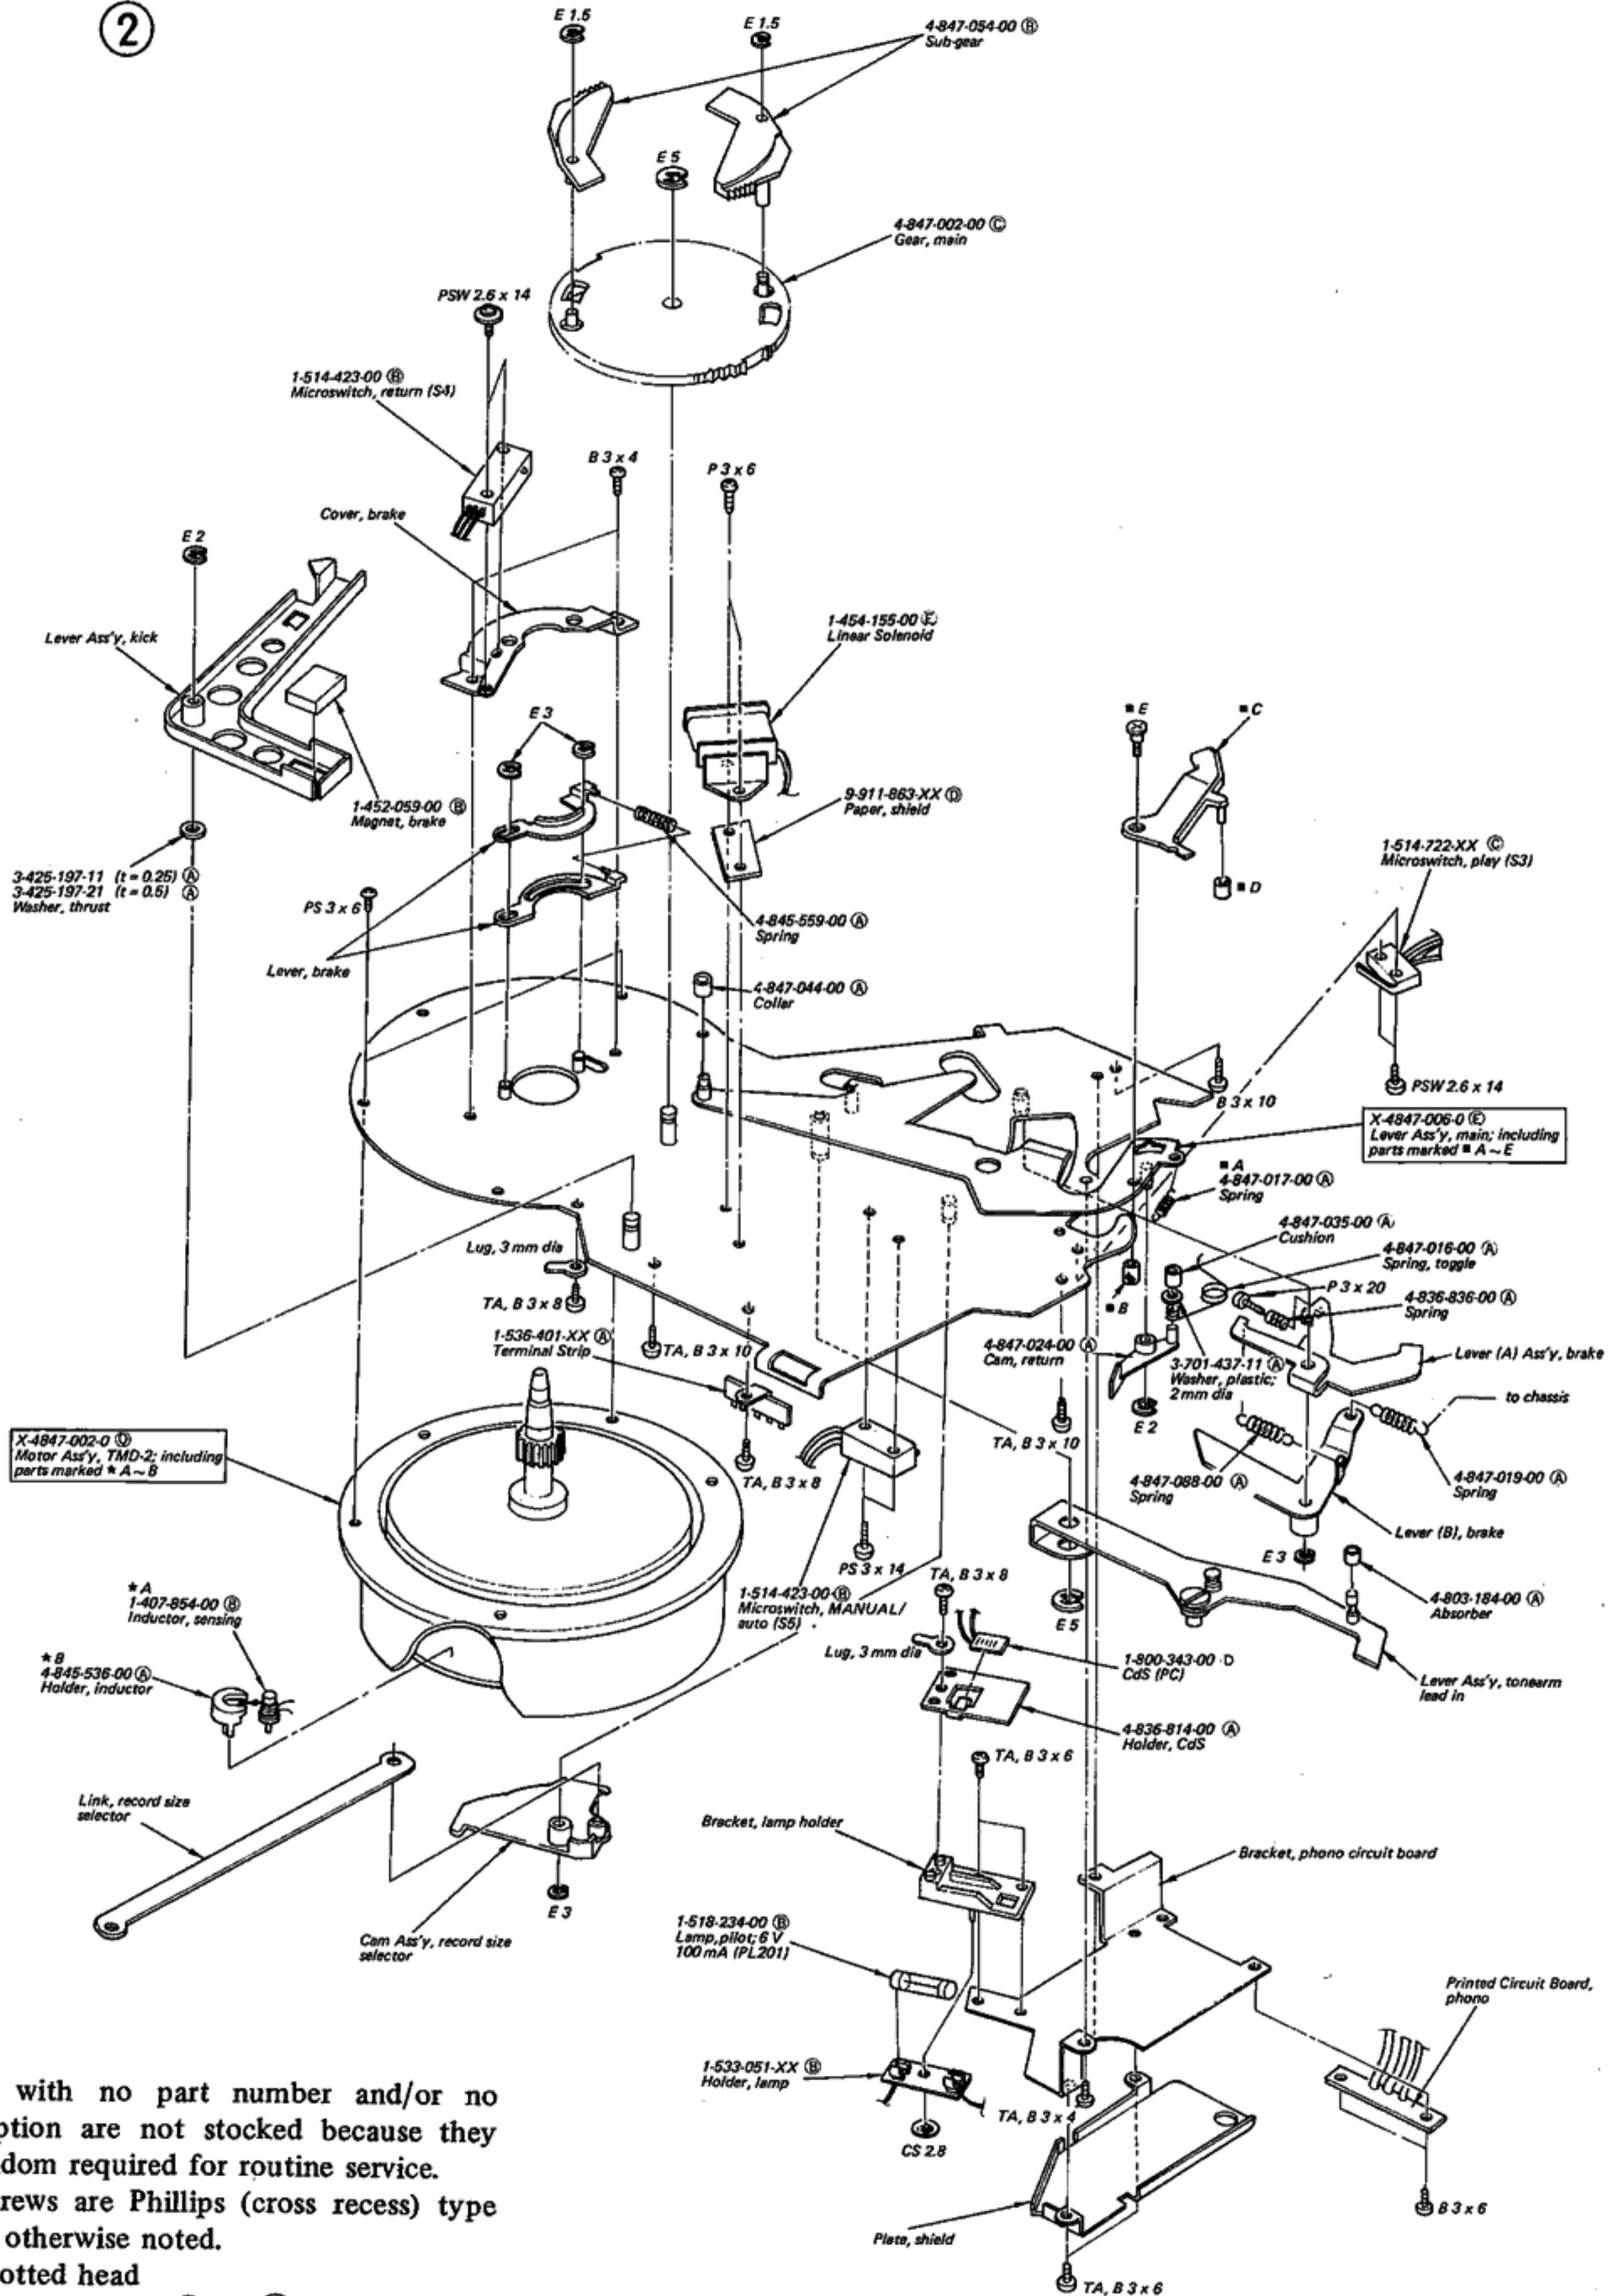 2
E 1.5
E 1.5
4-847-054-00 Ⓑ
Sub-gear
E 5
4-847-002-00 Ⓒ
Gear, main
PSW 2.6 x 14
1-514-423-00 Ⓑ
Microswitch, return (S4)
B 3 x 4
P 3 x 6
Cover, brake
E 2
Lever Ass'y, kick
1-454-155-00 Ⓔ
Linear Solenoid
E 3
■ E
■ C
1-452-059-00 Ⓑ
Magnet, brake
9-911-863-XX Ⓓ
Paper, shield
1-514-722-XX Ⓒ
Microswitch, play (S3)
3-425-197-11 (t = 0.25) Ⓐ
3-425-197-21 (t = 0.5) Ⓐ
Washer, thrust
■ D
PS 3 x 6
4-845-559-00 Ⓐ
Spring
Lever, brake
4-847-044-00 Ⓐ
Collar
PSW 2.6 x 14
B 3 x 10
X-4847-006-0 Ⓔ
Lever Ass'y, main; including
parts marked ■ A ~ E
■ A
4-847-017-00 Ⓐ
Spring
4-847-035-00 Ⓐ
Cushion
Lug, 3 mm dia
4-847-016-00 Ⓐ
Spring, toggle
P 3 x 20
TA, B 3 x 8
■ B
4-836-836-00 Ⓐ
Spring
1-536-401-XX Ⓐ
Terminal Strip
TA, B 3 x 10
4-847-024-00 Ⓐ
Cam, return
3-701-437-11 Ⓐ
Washer, plastic;
2 mm dia
Lever (A) Ass'y, brake
to chassis
E 2
X-4847-002-0 Ⓓ
Motor Ass'y, TMD-2; including
parts marked ★ A ~ B
TA, B 3 x 10
TA, B 3 x 8
4-847-088-00 Ⓐ
Spring
4-847-019-00 Ⓐ
Spring
Lever (B), brake
E 3
PS 3 x 14
TA, B 3 x 8
★ A
1-407-854-00 Ⓑ
Inductor, sensing
1-514-423-00 Ⓑ
Microswitch, MANUAL/
auto (S5)
E 5
4-803-184-00 Ⓐ
Absorber
★ B
4-845-536-00 Ⓐ
Holder, inductor
Lug, 3 mm dia
1-800-343-00 D
CdS (PC)
Lever Ass'y, tonearm
lead in
4-836-814-00 Ⓐ
Holder, CdS
TA, B 3 x 6
Link, record size
selector
Bracket, lamp holder
Bracket, phono circuit board
E 3
Cam Ass'y, record size
selector
1-518-234-00 Ⓑ
Lamp, pilot; 6 V
100 mA (PL201)
Printed Circuit Board,
phono
1-533-051-XX Ⓑ
Holder, lamp
TA, B 3 x 4
CS 2.8
B 3 x 6
Plate, shield
TA, B 3 x 6
with no part number and/or no
ption are not stocked because they
dom required for routine service.
rews are Phillips (cross recess) type
otherwise noted.
otted head